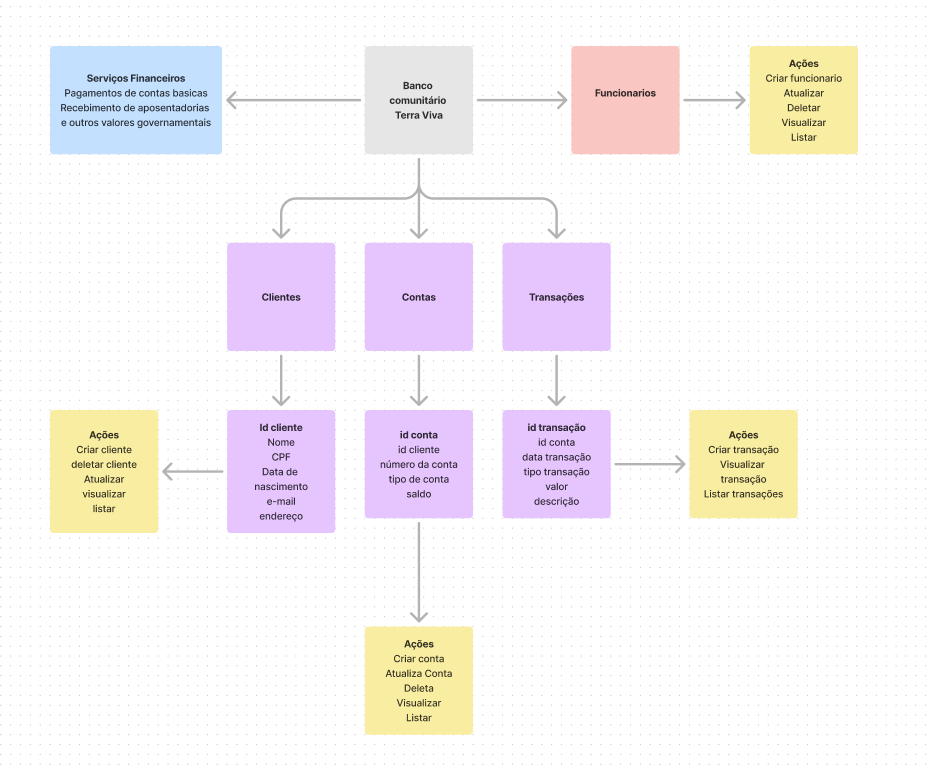 Serviços Financeiros
Pagamentos de contas basicas
Recebimento de aposentadorias
e outros valores governamentais
Banco
comunitário
Terra Viva
Funcionarios
Ações
Criar funcionario
Atualizar
Deletar
Visualizar
Listar
Clientes
Contas
Transações
Ações
Criar cliente
deletar cliente
Atualizar
visualizar
listar
Id cliente
Nome
CPF
Data de
nascimento
e-mail
endereço
id conta
id cliente
número da conta
tipo de conta
saldo
id transação
id conta
data transação
tipo transação
valor
descrição
Ações
Criar transação
Visualizar
transação
Listar transações
Ações
Criar conta
Atualiza Conta
Deleta
Visualizar
Listar